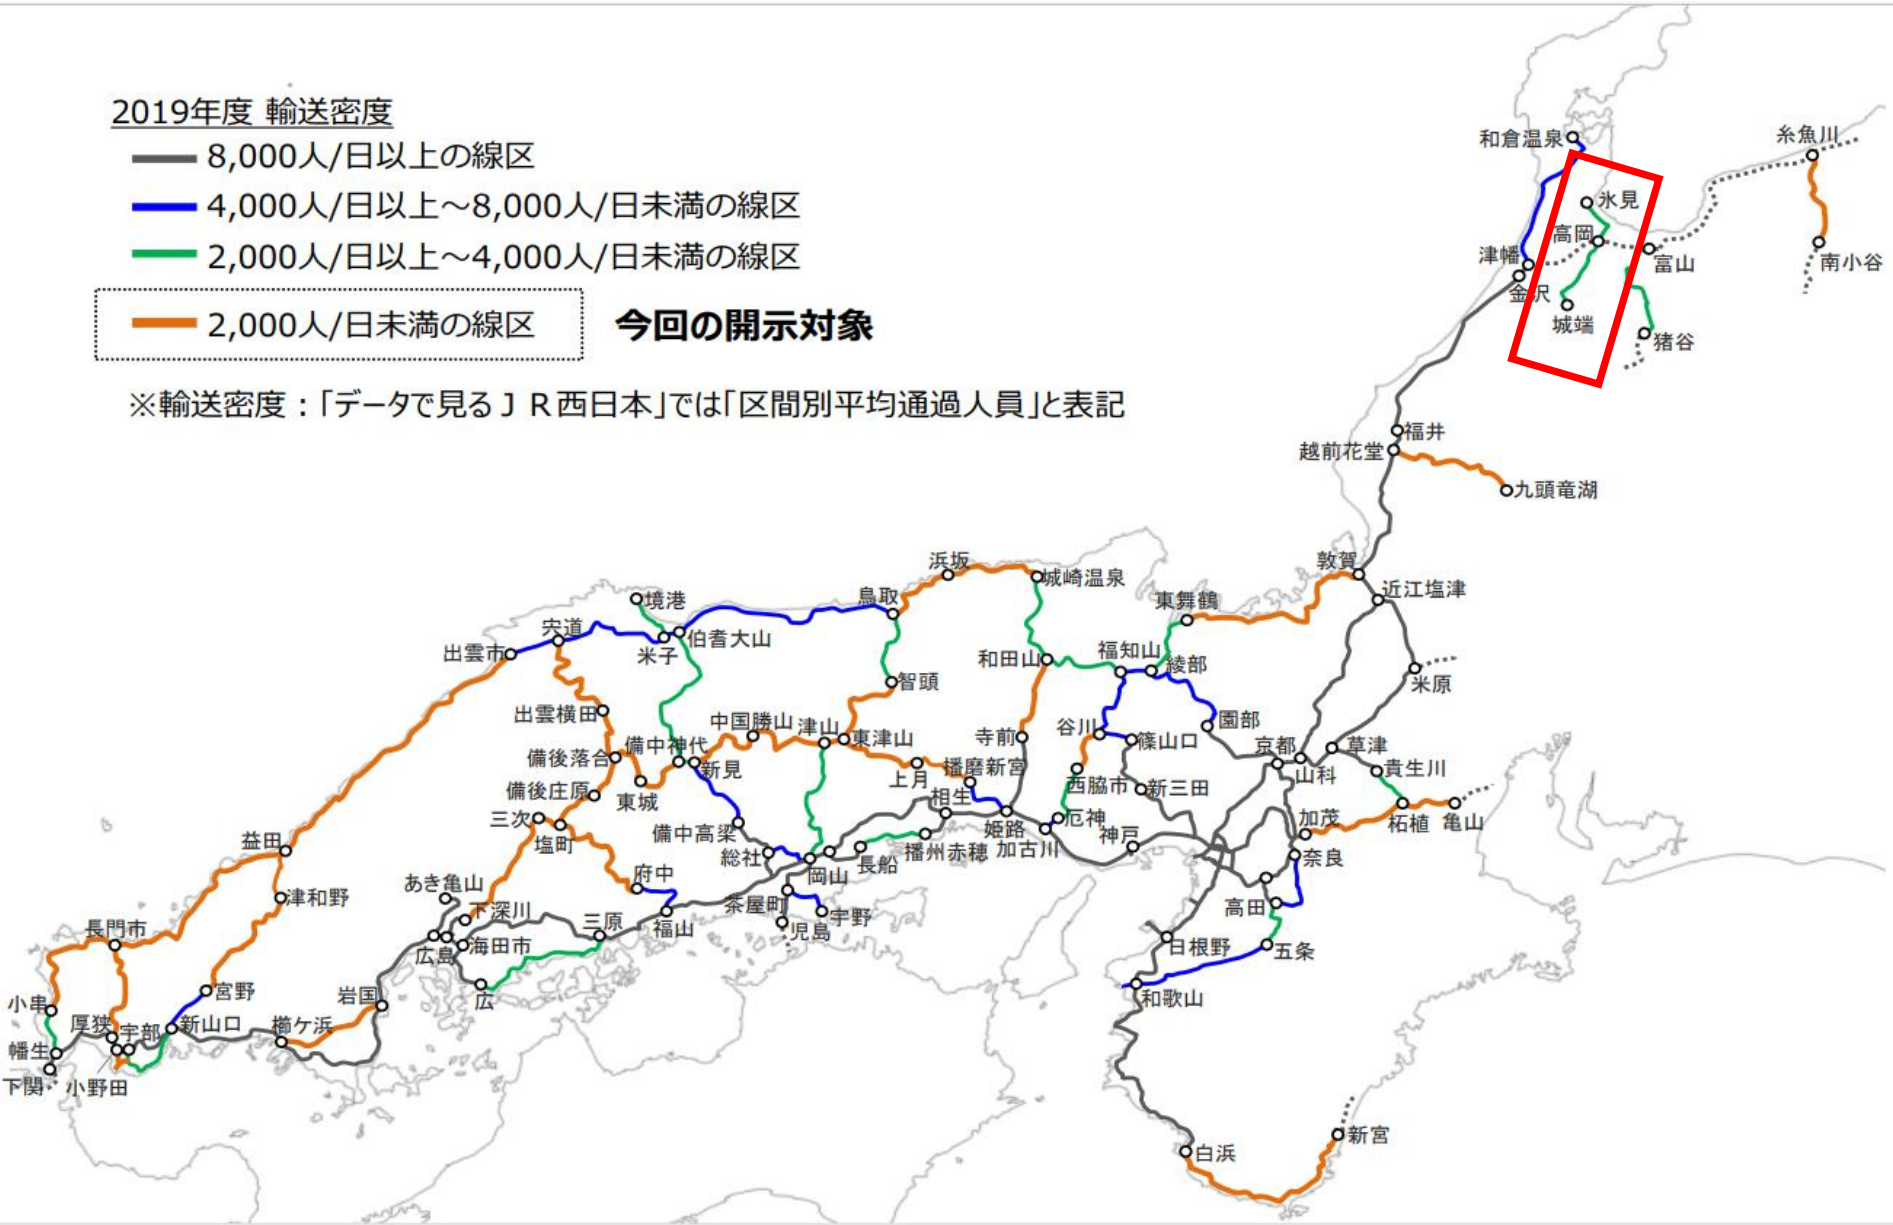 2019年度 輸送密度
8,000人/日以上の線区
4,000人/日以上～8,000人/日未満の線区
2,000人/日以上～4,000人/日未満の線区
2,000人/日未満の線区
今回の開示対象
※輸送密度：「データで見るＪＲ西日本」では「区間別平均通過人員」と表記
和倉温泉
糸魚川
氷見
高岡
津幡
富山
南小谷
金沢
城端
猪谷
福井
越前花堂
九頭竜湖
敦賀
近江塩津
浜坂
城崎温泉
鳥取
東舞鶴
境港
宍道
伯耆大山
出雲市
米子
和田山
福知山
綾部
米原
智頭
出雲横田
中国勝山
津山
東津山
寺前
谷川
篠山口
園部
京都
山科
草津
備後落合
備中神代
新見
上月
播磨新宮
貴生川
備後庄原
東城
西脇市
新三田
相生
三次
塩町
備中高梁
姫路
加古川
厄神
神戸
加茂
柘植
亀山
益田
総社
岡山
長船
播州赤穂
奈良
あき亀山
府中
津和野
下深川
三原
福山
茶屋町
宇野
児島
高田
長門市
広島
海田市
日根野
五条
宮野
岩国
広
和歌山
小串
厚狭
宇部
新山口
櫛ケ浜
幡生
下関
小野田
新宮
白浜